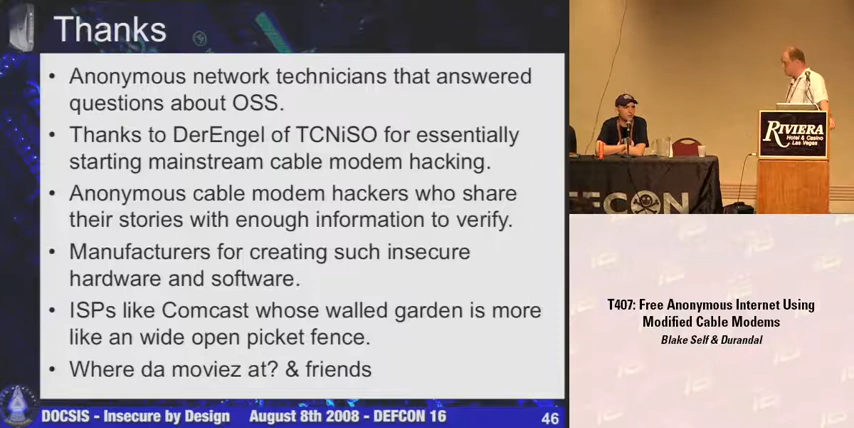 Thanks
• Anonymous network technicians that answered
questions about OSS.
• Thanks to DerEngel of TCNiSO for essentially
starting mainstream cable modem hacking.
• Anonymous cable modem hackers who share
their stories with enough information to verify.
• Manufacturers for creating such insecure
hardware and software.
• ISPs like Comcast whose walled garden is more
like an wide open picket fence.
• Where da moviez at? & friends
DOCSIS - Insecure by Design August 8th 2008 - DEFCON 16 46
RIVIERA
Hotel & Casino
Las Vegas
DEFCON
T407: Free Anonymous Internet Using
Modified Cable Modems
Blake Self & Durandal